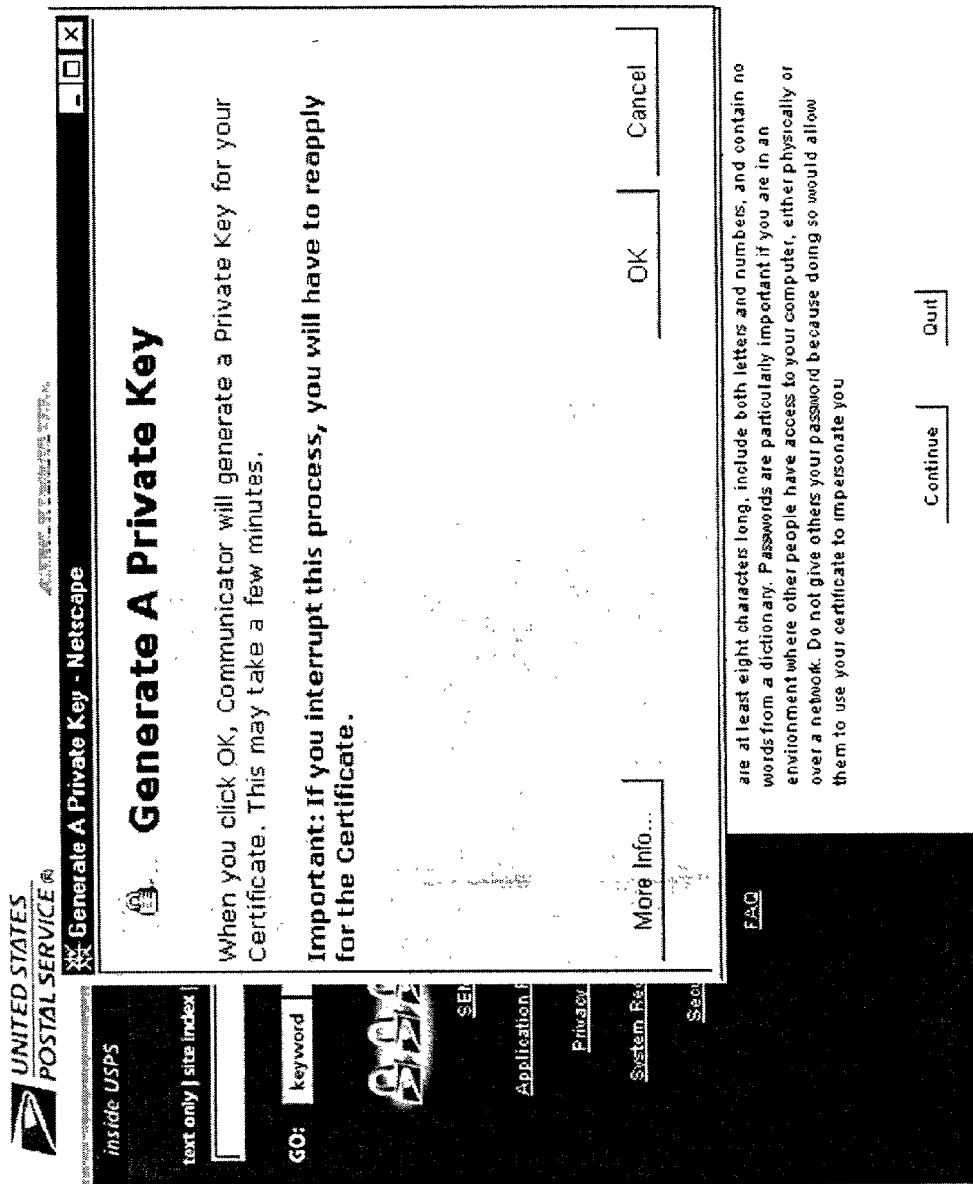 UNITED STATES
POSTAL SERVICE ®
Generate A Private Key - Netscape
Generate A Private Key
When you click OK, Communicator will generate a Private Key for your
Certificate. This may take a few minutes.
Important: If you interrupt this process, you will have to reapply
for the Certificate.
More Info...
OK
Cancel
inside USPS
text only | site index |
GO:
keyword
SEN
Application
Privacy
System
Secu
FAQ
are at least eight characters long, include both letters and numbers, and contain no
words from a dictionary. Passwords are particularly important if you are in an
environment where other people have access to your computer, either physically or
over a network. Do not give others your password because doing so would allow
them to use your certificate to impersonate you
Continue
Quit